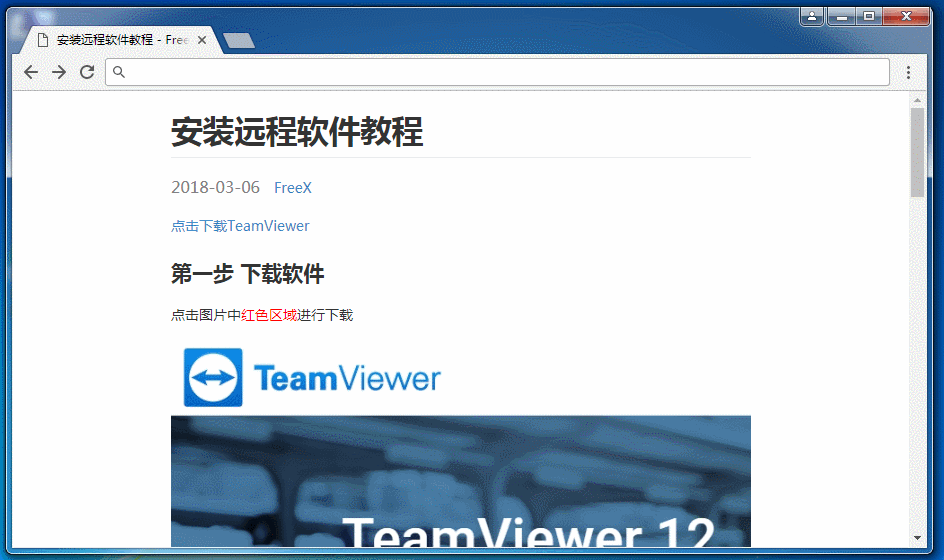 安装远程软件教程 - Free
安装远程软件教程
2018-03-06 FreeX
点击下载TeamViewer
第一步 下载软件
点击图片中红色区域进行下载
TeamViewer
TeamViewer 12